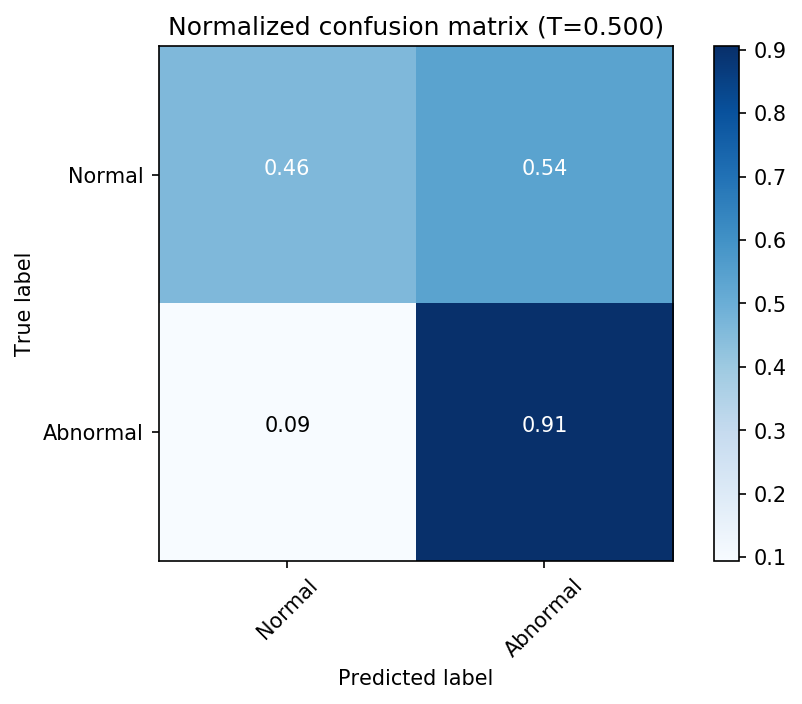 Normalized confusion matrix (T=0.500)
True label
Normal
Abnormal
0.46
0.54
0.09
0.91
Normal
Abnormal
Predicted label
0.9
0.8
0.7
0.6
0.5
0.4
0.3
0.2
0.1